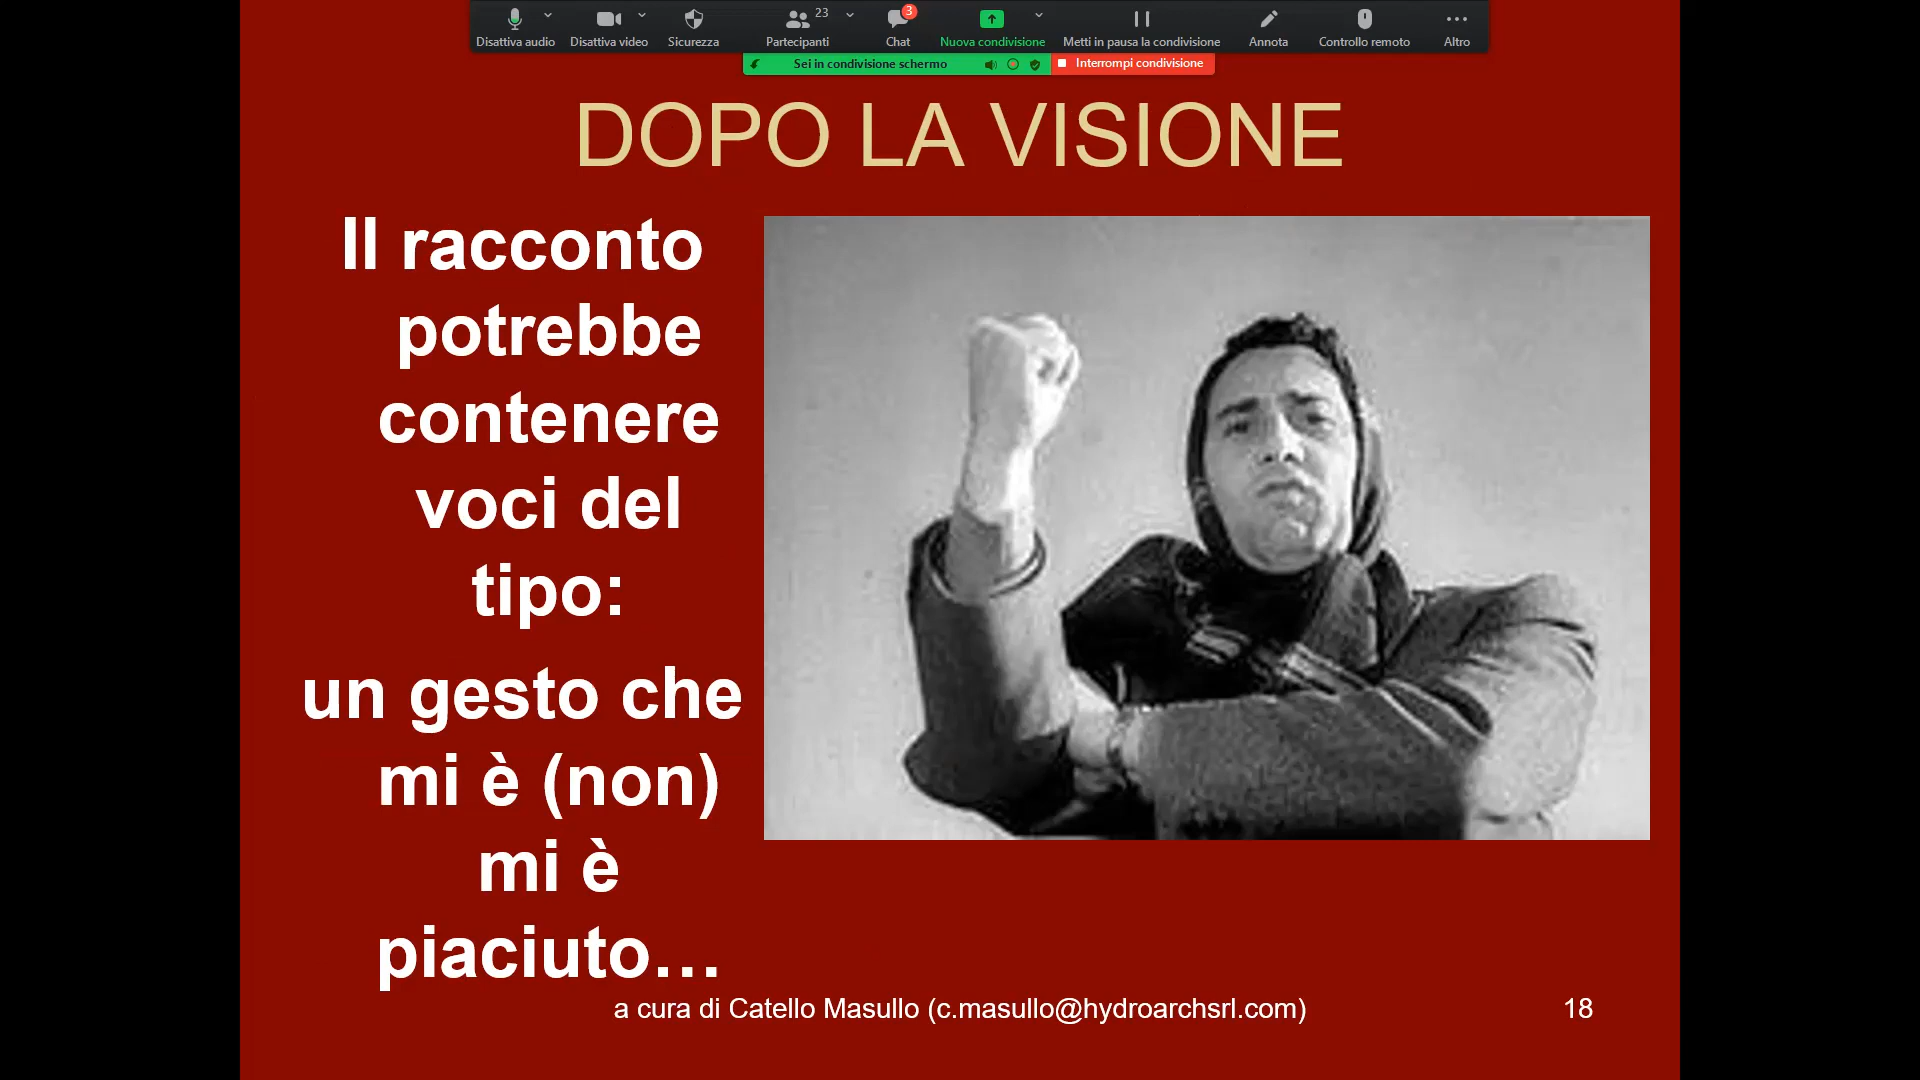 23
3
Disattiva audio
Disattiva video
Sicurezza
Partecipanti
Chat
Nuova condivisione
Metti in pausa la condivisione
Annota
Controllo remoto
Altro
Sei in condivisione schermo
Interrompi condivisione
DOPO LA VISIONE
Il racconto
potrebbe
contenere
voci del
tipo:
un gesto che
mi è (non)
mi è
piaciuto…
a cura di Catello Masullo (c.masullo@hydroarchsrl.com)
18